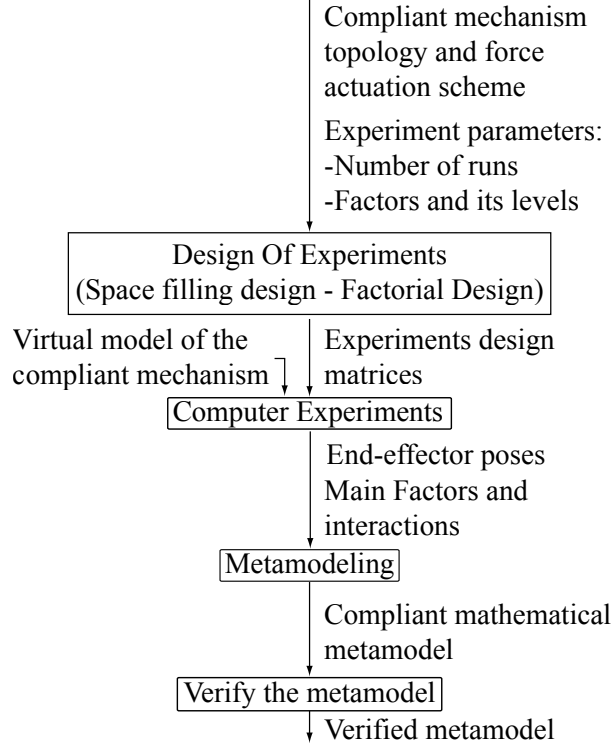 Compliant mechanism
topology and force
actuation scheme
Experiment parameters:
-Number of runs
-Factors and its levels
Design Of Experiments
(Space filling design - Factorial Design)
Virtual model of the
compliant mechanism
Experiments design
matrices
Computer Experiments
End-effector poses
Main Factors and
interactions
Metamodeling
Compliant mathematical
metamodel
Verify the metamodel
Verified metamodel